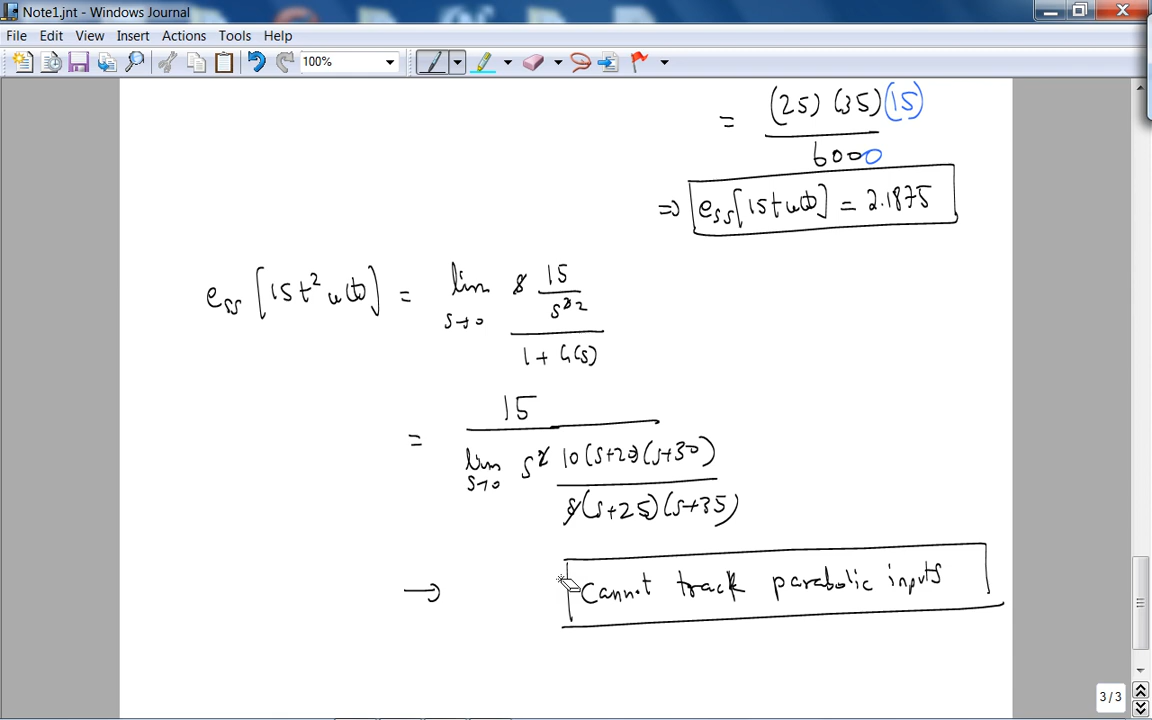 Note1.jnt - Windows Journal
File Edit View Insert Actions Tools Help
100%
= (25) (35)(15) / 6000
⇒ ess[15tu(t)] = 2.1875
ess [15t² u(t)] = lim s→0 s 15/s³2 / 1 + G(s)
= 15 / lim s→0 s² 10(s+20)(s+30) / s(s+25)(s+35)
→ Cannot track parabolic inputs
3/3